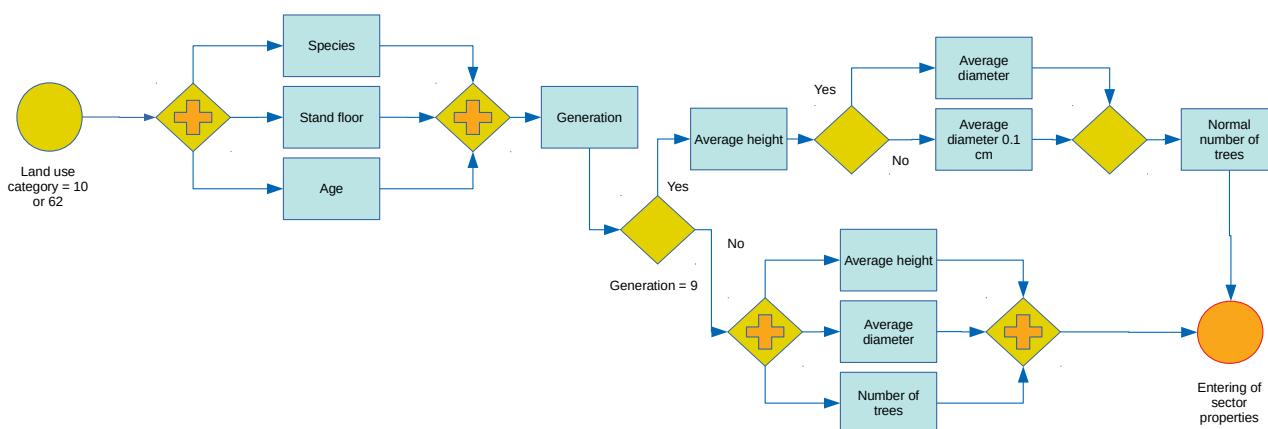 Land use
category = 10
or 62
Species
Stand floor
Age
Generation
Generation = 9
Yes
No
Average height
Yes
No
Average
diameter
Average
diameter 0.1
cm
Normal
number of
trees
Average height
Average
diameter
Number of
trees
Entering of
sector
properties